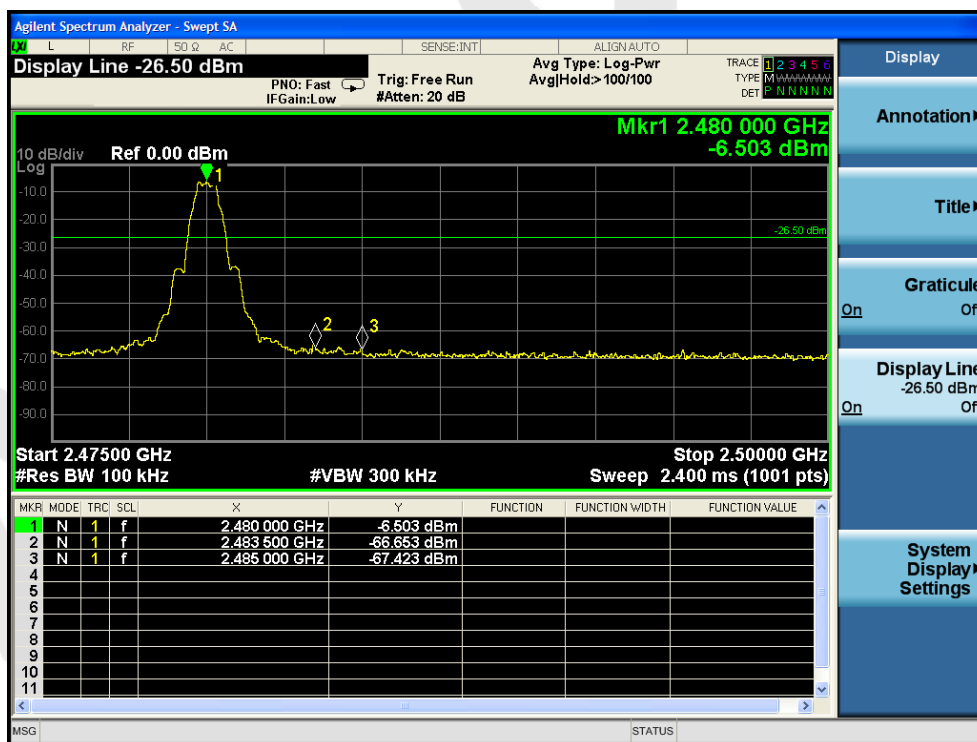 Agilent Spectrum Analyzer - Swept SA
LXI L RF 50 Ω AC SENSE:INT ALIGN AUTO
Display Line -26.50 dBm
PNO: Fast
IFGain:Low
Trig: Free Run
#Atten: 20 dB
Avg Type: Log-Pwr
Avg|Hold:>100/100
TRACE 1 2 3 4 5 6
TYPE M
DET P N N N N N
Mkr1 2.480 000 GHz
-6.503 dBm
10 dB/div Ref 0.00 dBm
Log
1
-10.0
-20.0
-26.50 dBm
-30.0
-40.0
-50.0
-60.0
2
3
-70.0
-80.0
-90.0
Start 2.47500 GHz Stop 2.50000 GHz
#Res BW 100 kHz #VBW 300 kHz Sweep 2.400 ms (1001 pts)
MKR MODE TRC SCL X Y FUNCTION FUNCTION WIDTH FUNCTION VALUE
1 N 1 f 2.480 000 GHz -6.503 dBm
2 N 1 f 2.483 500 GHz -66.653 dBm
3 N 1 f 2.485 000 GHz -67.423 dBm
4
5
6
7
8
9
10
11
MSG STATUS
Display
Annotation
Title
Graticule
On Of
Display Line
-26.50 dBm
On Of
System
Display
Settings